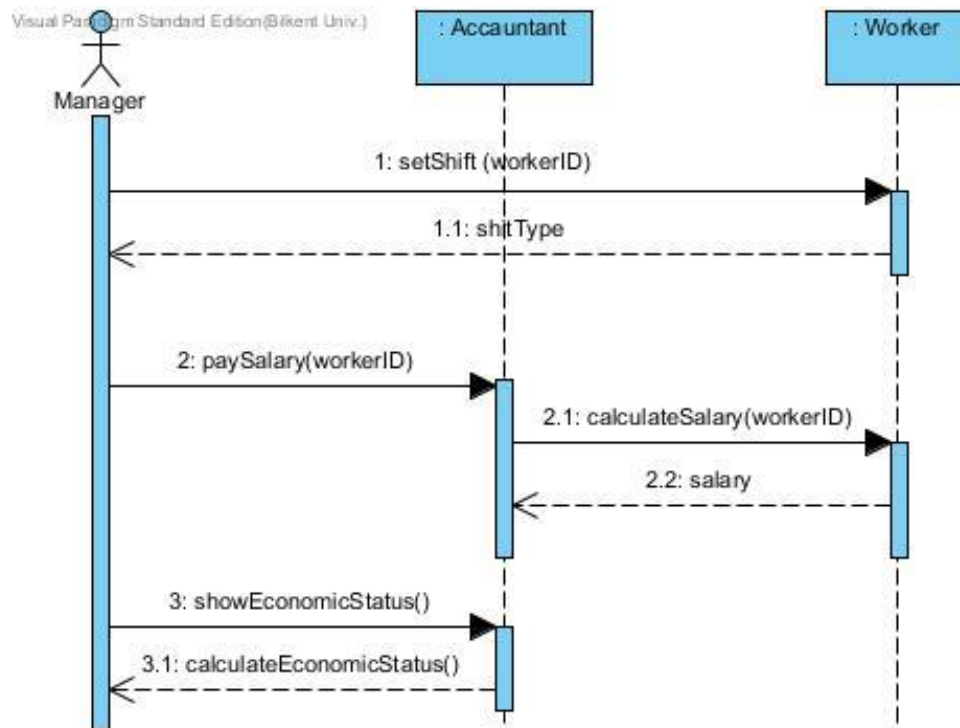 Visual Paradigm Standard Edition(Bilkent Univ.)
: Accauntant
: Worker
Manager
1: setShift (workerID)
1.1: shitType
2: paySalary(workerID)
2.1: calculateSalary(workerID)
2.2: salary
3: showEconomicStatus()
3.1: calculateEconomicStatus()